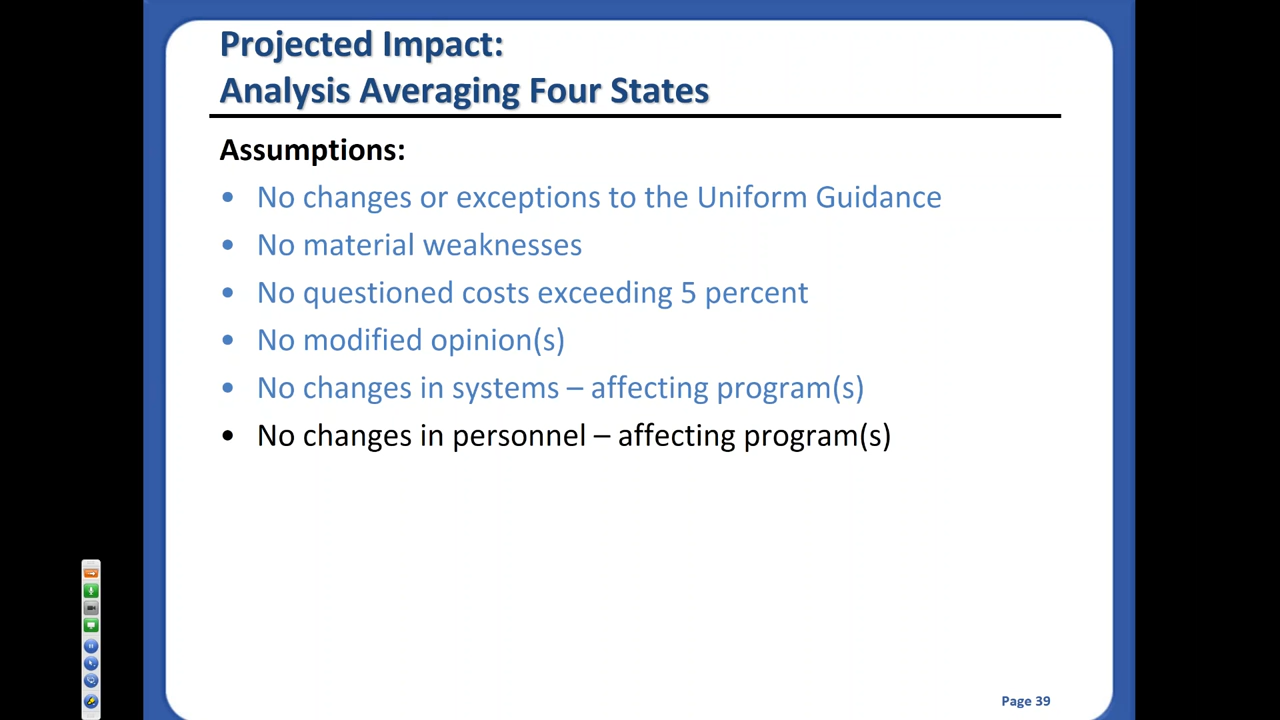 Projected Impact:
Analysis Averaging Four States
Assumptions:
• No changes or exceptions to the Uniform Guidance
• No material weaknesses
• No questioned costs exceeding 5 percent
• No modified opinion(s)
• No changes in systems – affecting program(s)
• No changes in personnel – affecting program(s)
Page 39